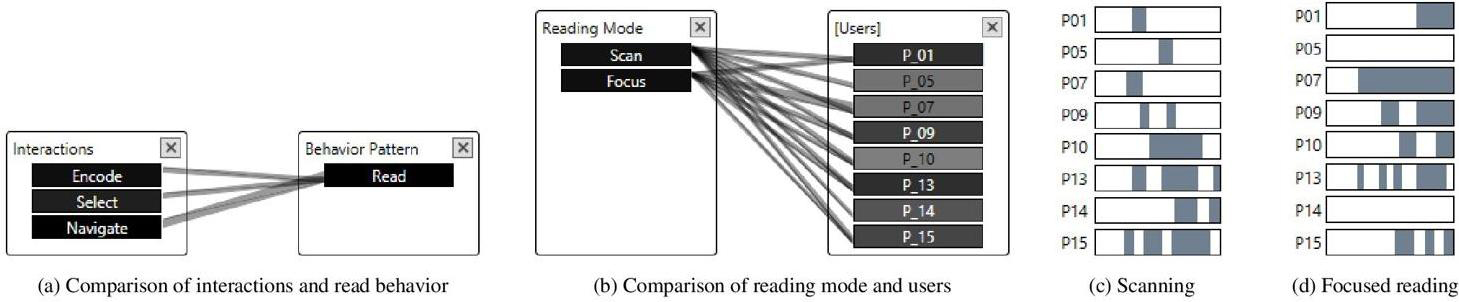 Interactions
Encode
Select
Navigate
Behavior Pattern
Read
(a) Comparison of interactions and read behavior
Reading Mode
Scan
Focus
[Users]
P_01
P_05
P_07
P_09
P_10
P_13
P_14
P_15
(b) Comparison of reading mode and users
P01
P05
P07
P09
P10
P13
P14
P15
(c) Scanning
P01
P05
P07
P09
P10
P13
P14
P15
(d) Focused reading